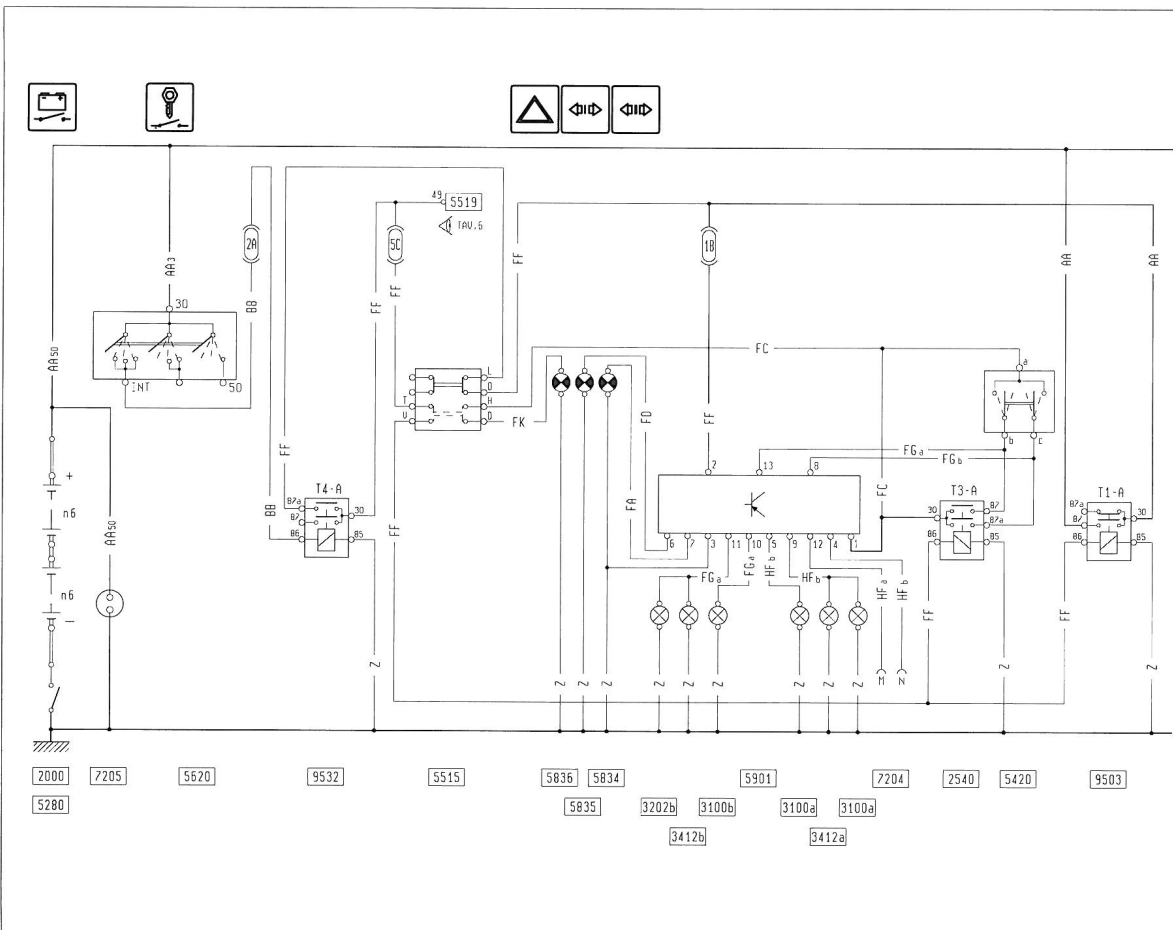 49 5519
TAV.6
2A
5C
1B
AA3
BB
FF
FF
FF
AA
AA
30
INT
50
AA50
FC
a
b
c
L
D
H
D
T
U
FK
FD
FF
FA
FGa
FGb
FC
2
13
8
+
n6
n6
-
AA50
FF
BB
T4-A
87a
87
86
30
85
FF
T3-A
30
86
87
87a
85
T1-A
87a
87
86
30
85
6 7 3 11 10 5 9 12 4 1
FGa
FGa
HFb
HFb
HFa
HFb
FF
FF
Z
Z
Z
Z
Z
Z
Z
Z
Z
Z
M
N
Z
Z
2000 7205 5620 9532 5515 5836 5834 5901 7204 2540 5420 9503
5280 5835 3202b 3100b 3100a 3100a
3412b 3412a